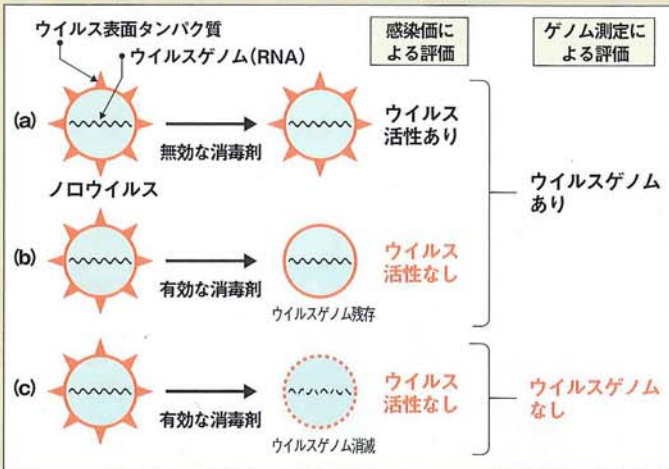 ウイルス表面タンパク質
ウイルスゲノム(RNA)
感染価に
よる評価
ゲノム測定に
よる評価
(a)
無効な消毒剤
ウイルス
活性あり
ノロウイルス
ウイルスゲノム
あり
(b)
有効な消毒剤
ウイルスゲノム残存
ウイルス
活性なし
(c)
有効な消毒剤
ウイルスゲノム消滅
ウイルス
活性なし
ウイルスゲノム
なし